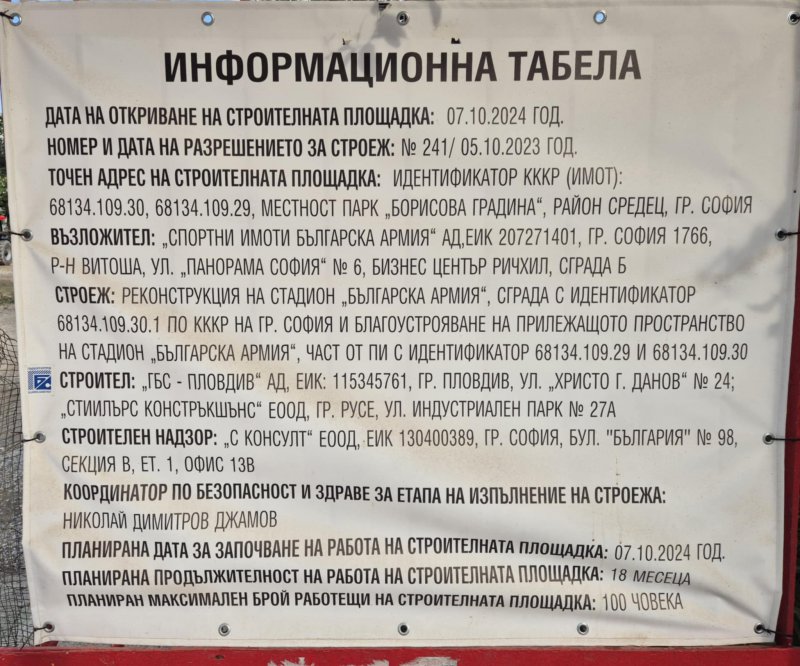 ИНФОРМАЦИОННА ТАБЕЛА
ДАТА НА ОТКРИВАНЕ НА СТРОИТЕЛНАТА ПЛОЩАДКА: 07.10.2024 ГОД.
НОМЕР И ДАТА НА РАЗРЕШЕНИЕТО ЗА СТРОЕЖ: № 241/ 05.10.2023 ГОД.
ТОЧЕН АДРЕС НА СТРОИТЕЛНАТА ПЛОЩАДКА: ИДЕНТИФИКАТОР КККР (ИМОТ):
68134.109.30, 68134.109.29, МЕСТНОСТ ПАРК „БОРИСОВА ГРАДИНА“, РАЙОН СРЕДЕЦ, ГР. СОФИЯ
ВЪЗЛОЖИТЕЛ: „СПОРТНИ ИМОТИ БЪЛГАРСКА АРМИЯ“ АД,ЕИК 207271401, ГР. СОФИЯ 1766,
Р-Н ВИТОША, УЛ. „ПАНОРАМА СОФИЯ“ № 6, БИЗНЕС ЦЕНТЪР РИЧХИЛ, СГРАДА Б
СТРОЕЖ: РЕКОНСТРУКЦИЯ НА СТАДИОН „БЪЛГАРСКА АРМИЯ“, СГРАДА С ИДЕНТИФИКАТОР
68134.109.30.1 ПО КККР НА ГР. СОФИЯ И БЛАГОУСТРОЯВАНЕ НА ПРИЛЕЖАЩОТО ПРОСТРАНСТВО
НА СТАДИОН „БЪЛГАРСКА АРМИЯ“, ЧАСТ ОТ ПИ С ИДЕНТИФИКАТОР 68134.109.29 И 68134.109.30
СТРОИТЕЛ: „ГБС - ПЛОВДИВ“ АД, ЕИК: 115345761, ГР. ПЛОВДИВ, УЛ. „ХРИСТО Г. ДАНОВ“ № 24;
„СТИИЛЪРС КОНСТРЪКШЪНС“ ЕООД, ГР. РУСЕ, УЛ. ИНДУСТРИАЛЕН ПАРК № 27А
СТРОИТЕЛЕН НАДЗОР: „С КОНСУЛТ“ ЕООД, ЕИК 130400389, ГР. СОФИЯ, БУЛ. "БЪЛГАРИЯ" № 98,
СЕКЦИЯ В, ЕТ. 1, ОФИС 13В
КООРДИНАТОР ПО БЕЗОПАСНОСТ И ЗДРАВЕ ЗА ЕТАПА НА ИЗПЪЛНЕНИЕ НА СТРОЕЖА:
НИКОЛАЙ ДИМИТРОВ ДЖАМОВ
ПЛАНИРАНА ДАТА ЗА ЗАПОЧВАНЕ НА РАБОТА НА СТРОИТЕЛНАТА ПЛОЩАДКА: 07.10.2024 ГОД.
ПЛАНИРАНА ПРОДЪЛЖИТЕЛНОСТ НА РАБОТА НА СТРОИТЕЛНАТА ПЛОЩАДКА: 18 МЕСЕЦА
ПЛАНИРАН МАКСИМАЛЕН БРОЙ РАБОТЕЩИ НА СТРОИТЕЛНАТА ПЛОЩАДКА: 100 ЧОВЕКА